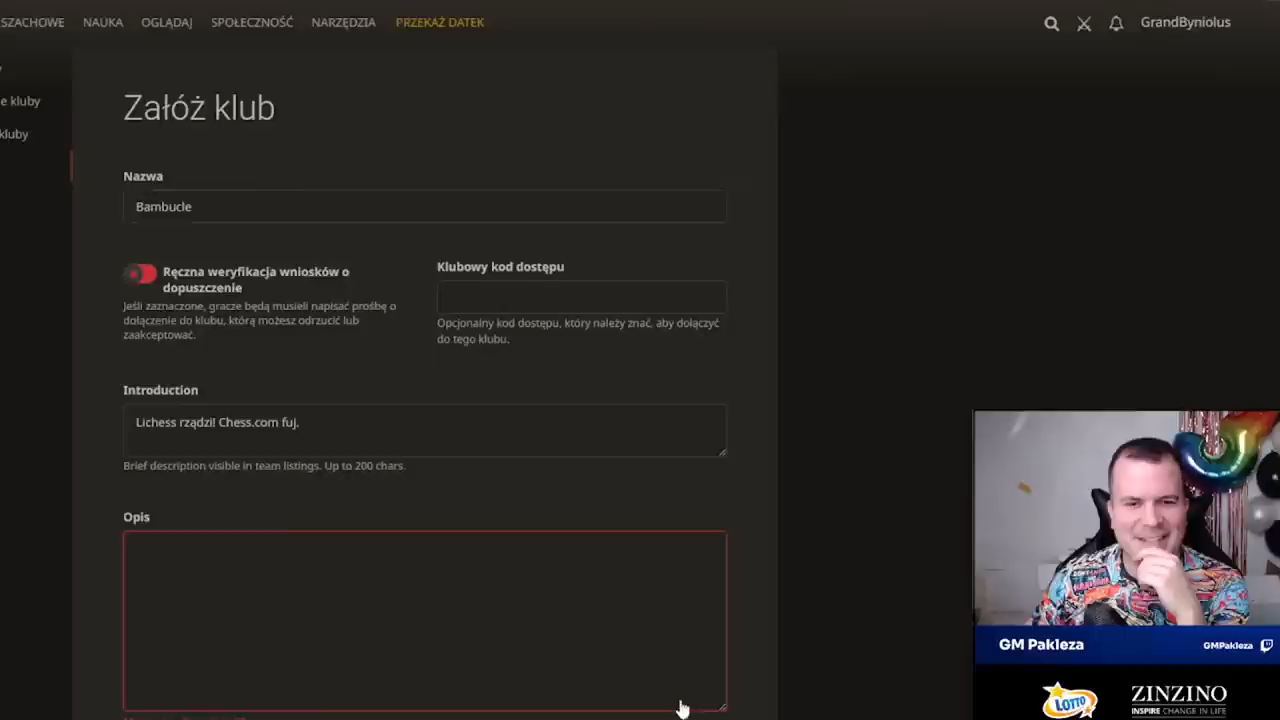 SZACHOWE NAUKA OGLĄDAJ SPOŁECZNOŚĆ NARZĘDZIA PRZEKAŻ DATEK GrandByniolus
e kluby
kluby
Załóż klub
Nazwa
Bambucle
Ręczna weryfikacja wniosków o
dopuszczenie
Jeśli zaznaczone, gracze będą musieli napisać prośbę o
dołączenie do klubu, którą możesz odrzucić lub
zaakceptować.
Klubowy kod dostępu
Opcjonalny kod dostępu, który należy znać, aby dołączyć
do tego klubu.
Introduction
Lichess rządzi! Chess.com fuj.
Brief description visible in team listings. Up to 200 chars.
Opis
GM Pakleza GMPakleza
LOTTO
ZINZINO
INSPIRE CHANGE IN LIFE